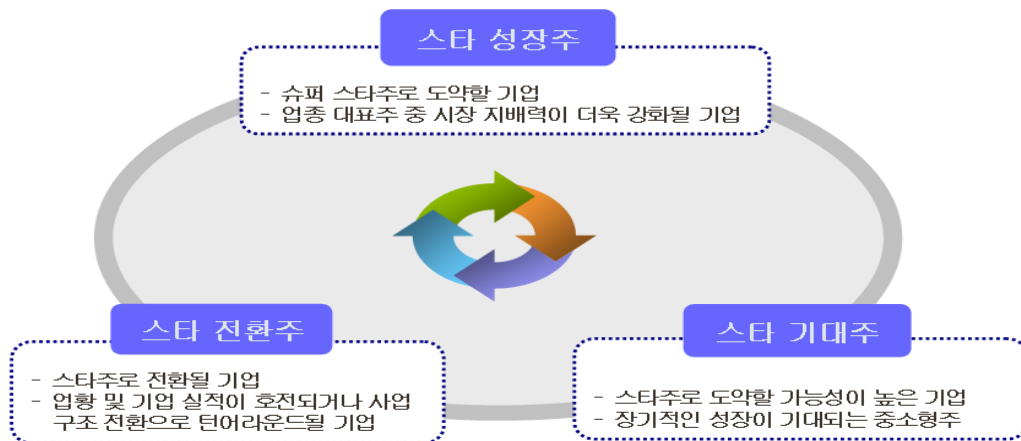 스타 성장주
- 슈퍼 스타주로 도약할 기업
- 업종 대표주 중 시장 지배력이 더욱 강화될 기업
스타 전환주
- 스타주로 전환될 기업
- 업황 및 기업 실적이 호전되거나 사업
구조 전환으로 턴어라운드될 기업
스타 기대주
- 스타주로 도약할 가능성이 높은 기업
- 장기적인 성장이 기대되는 중소형주